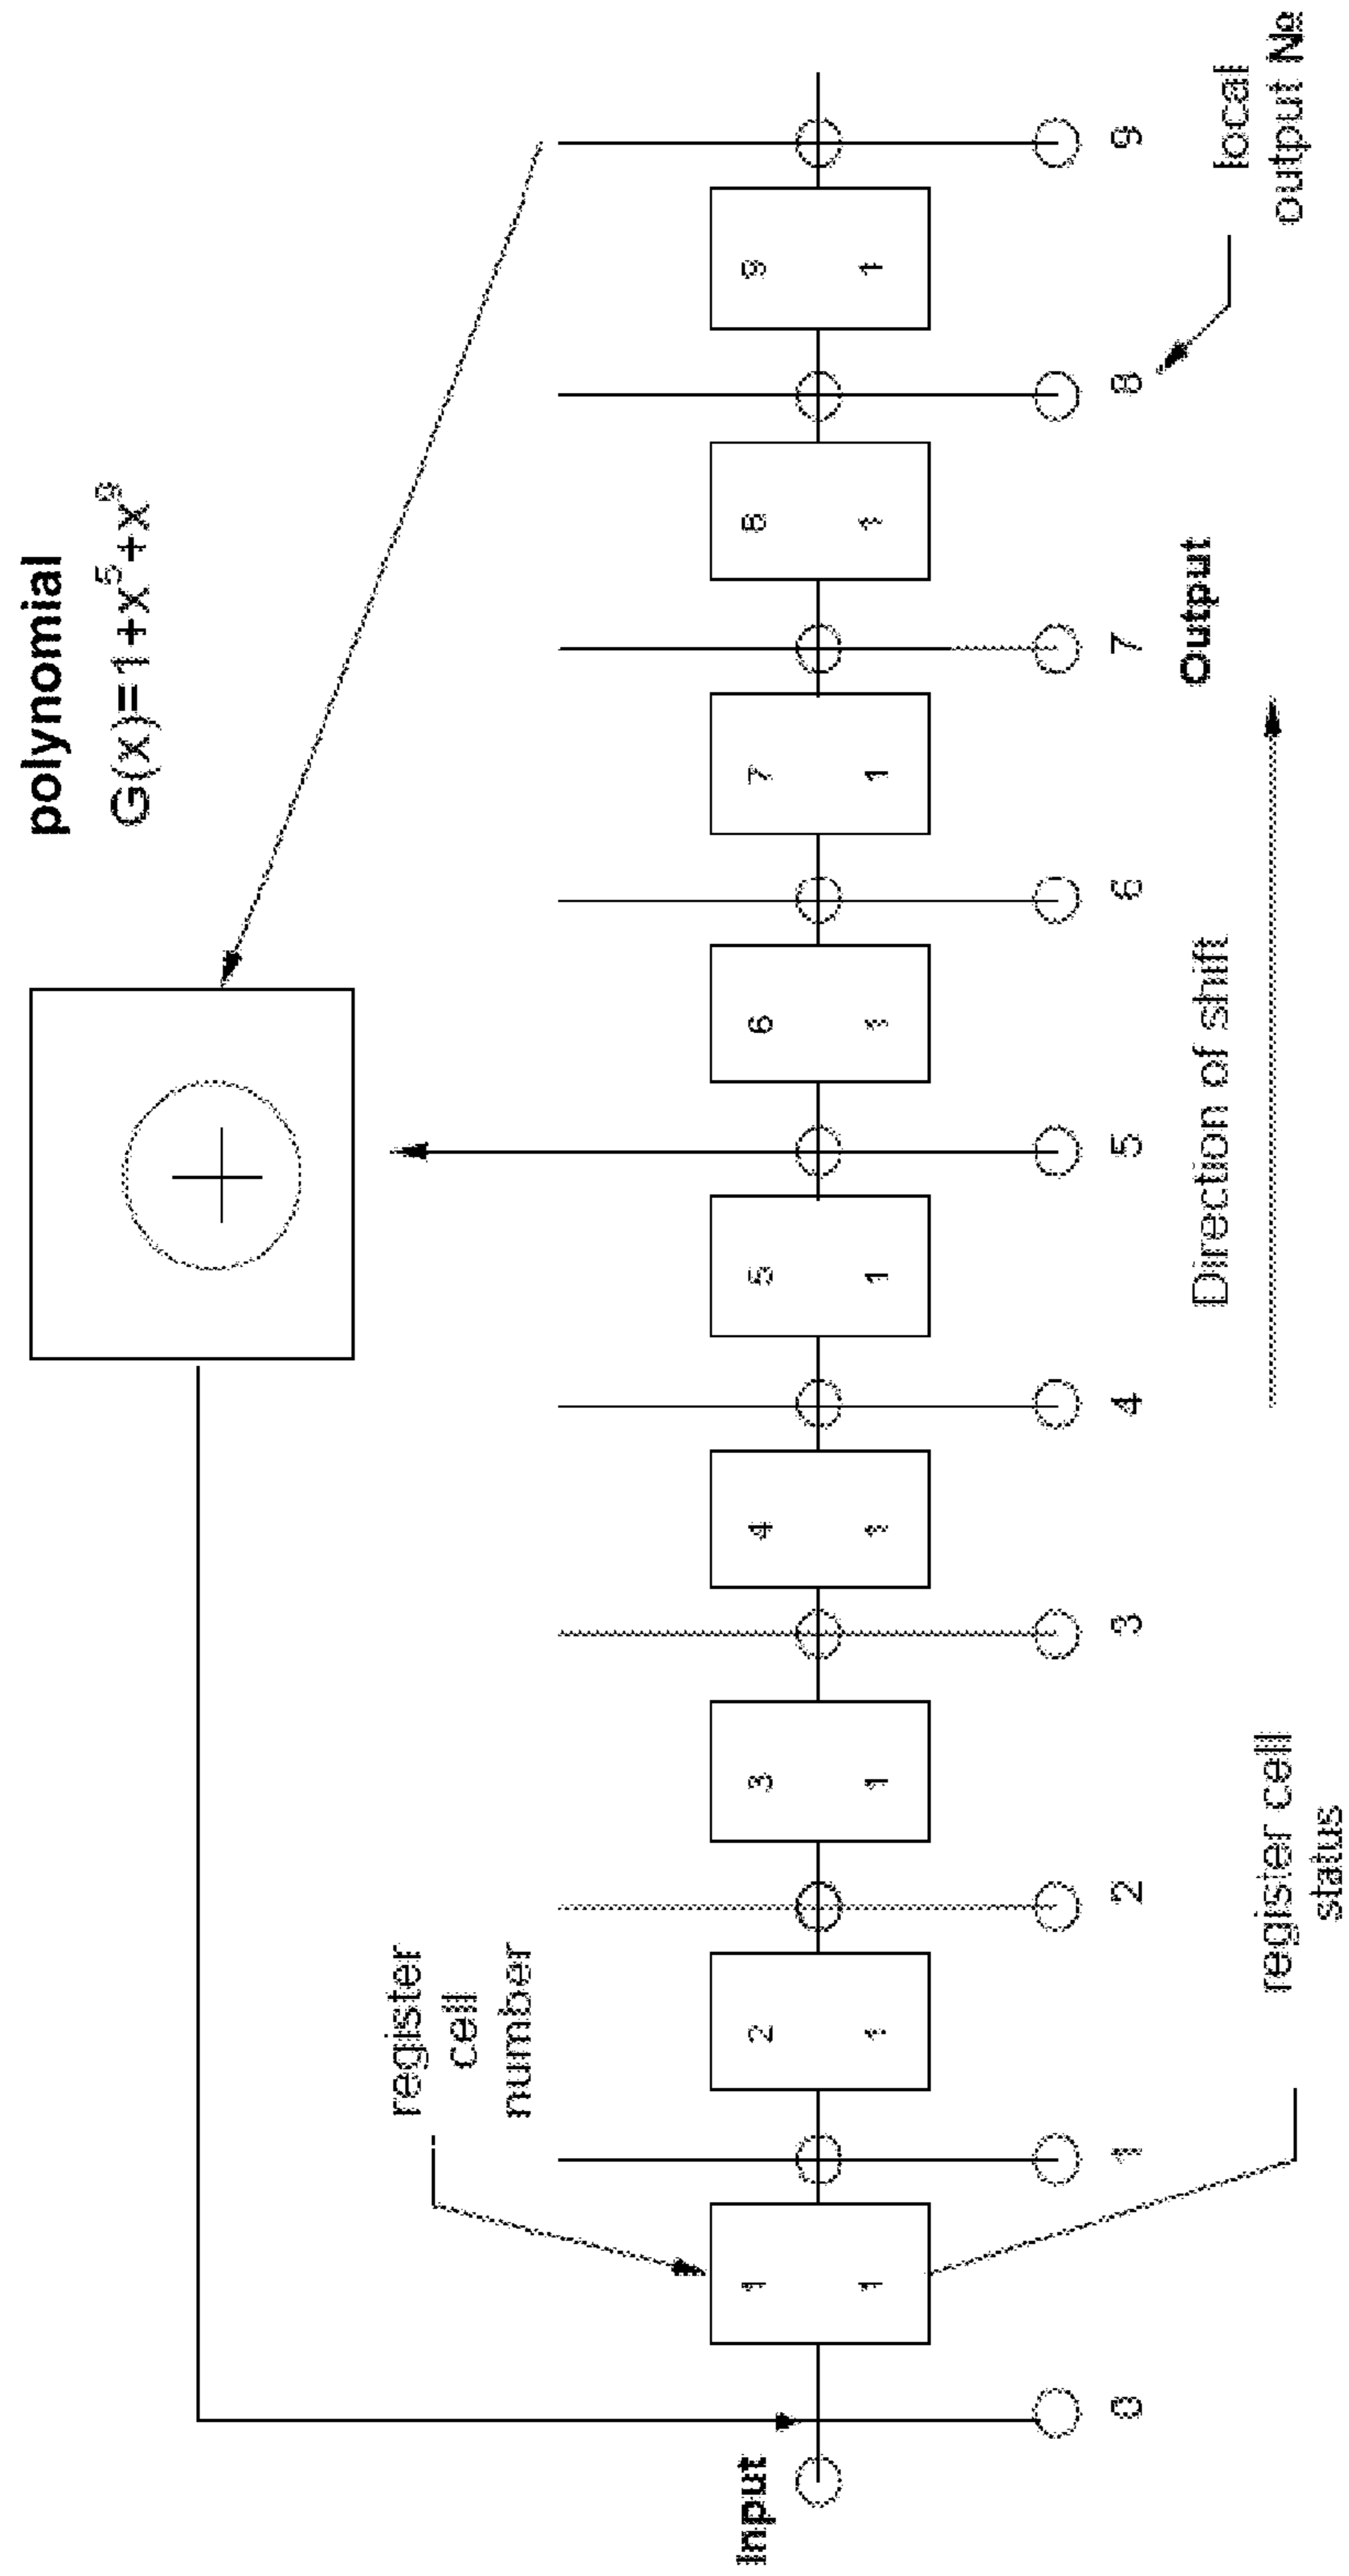 polynomial
G(x)=1+x⁵+x⁹
register
cell
number
Input
1 2 3 4 5 6 7 8 9
1 1 1 1 1 1 1 1 1
0 1 2 3 4 5 6 7 8 9
Output
Direction of shift
local
output №
register cell
status